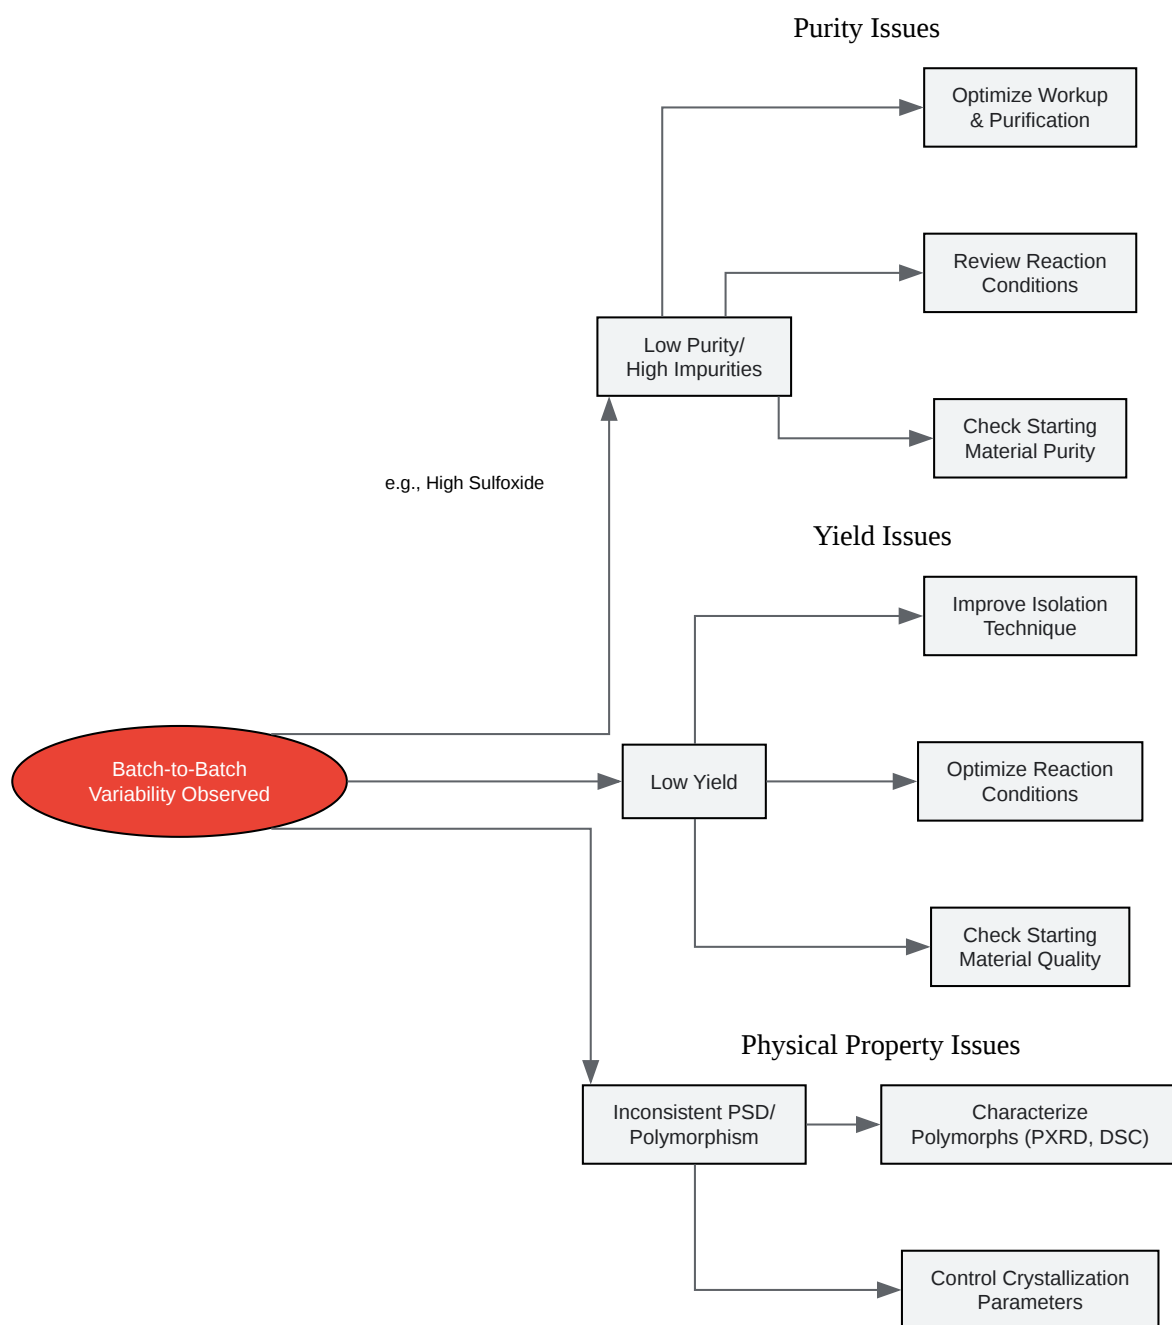 Purity Issues
Optimize Workup
& Purification
Review Reaction
Conditions
Low Purity/
High Impurities
Check Starting
Material Purity
e.g., High Sulfoxide
Yield Issues
Improve Isolation
Technique
Batch-to-Batch
Variability Observed
Low Yield
Optimize Reaction
Conditions
Check Starting
Material Quality
Physical Property Issues
Inconsistent PSD/
Polymorphism
Characterize
Polymorphs (PXRD, DSC)
Control Crystallization
Parameters